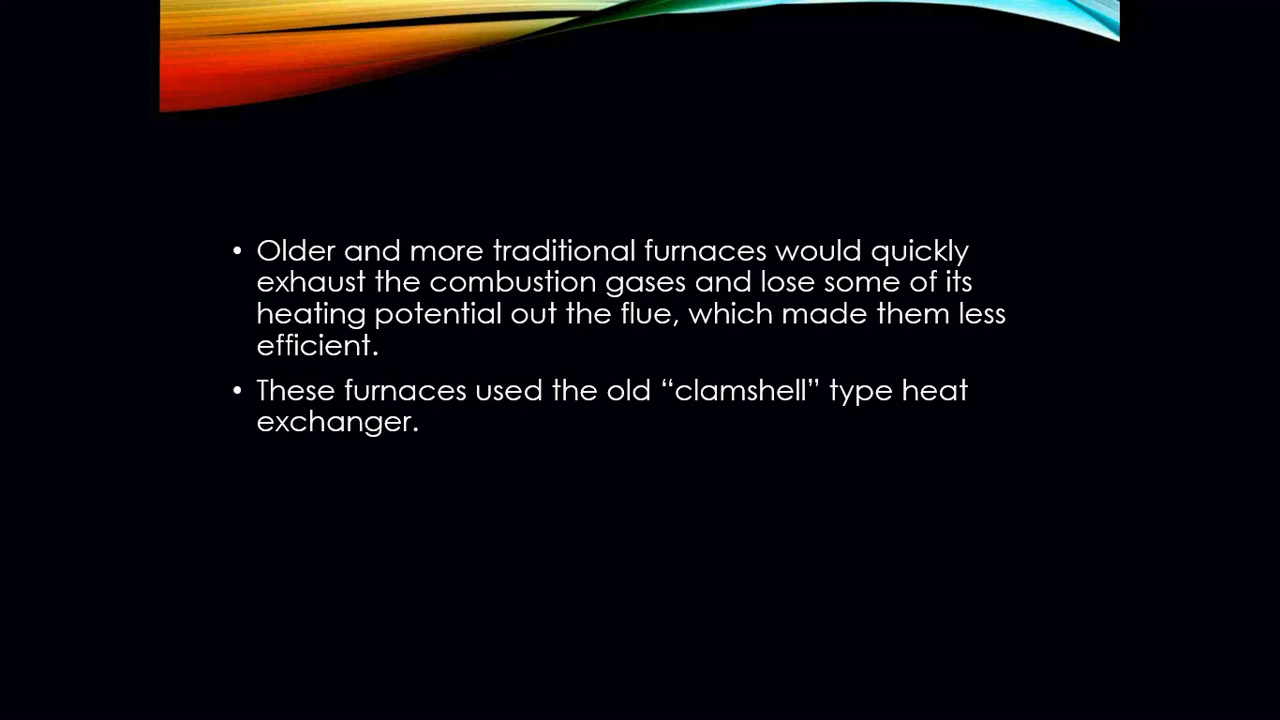 • Older and more traditional furnaces would quickly
exhaust the combustion gases and lose some of its
heating potential out the flue, which made them less
efficient.
• These furnaces used the old “clamshell” type heat
exchanger.